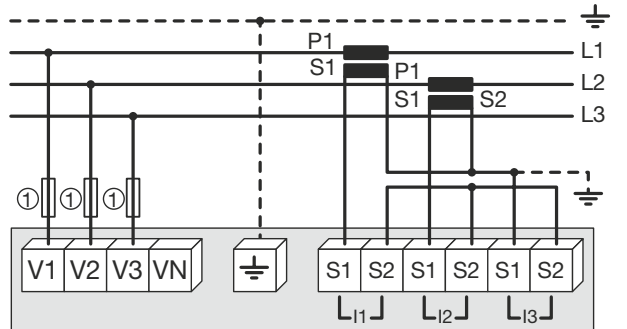 P1
L1
S1
P1
L2
S1 S2
L3
① ① ①
V1 V2 V3 VN S1 S2 S1 S2 S1 S2
I1 I2 I3